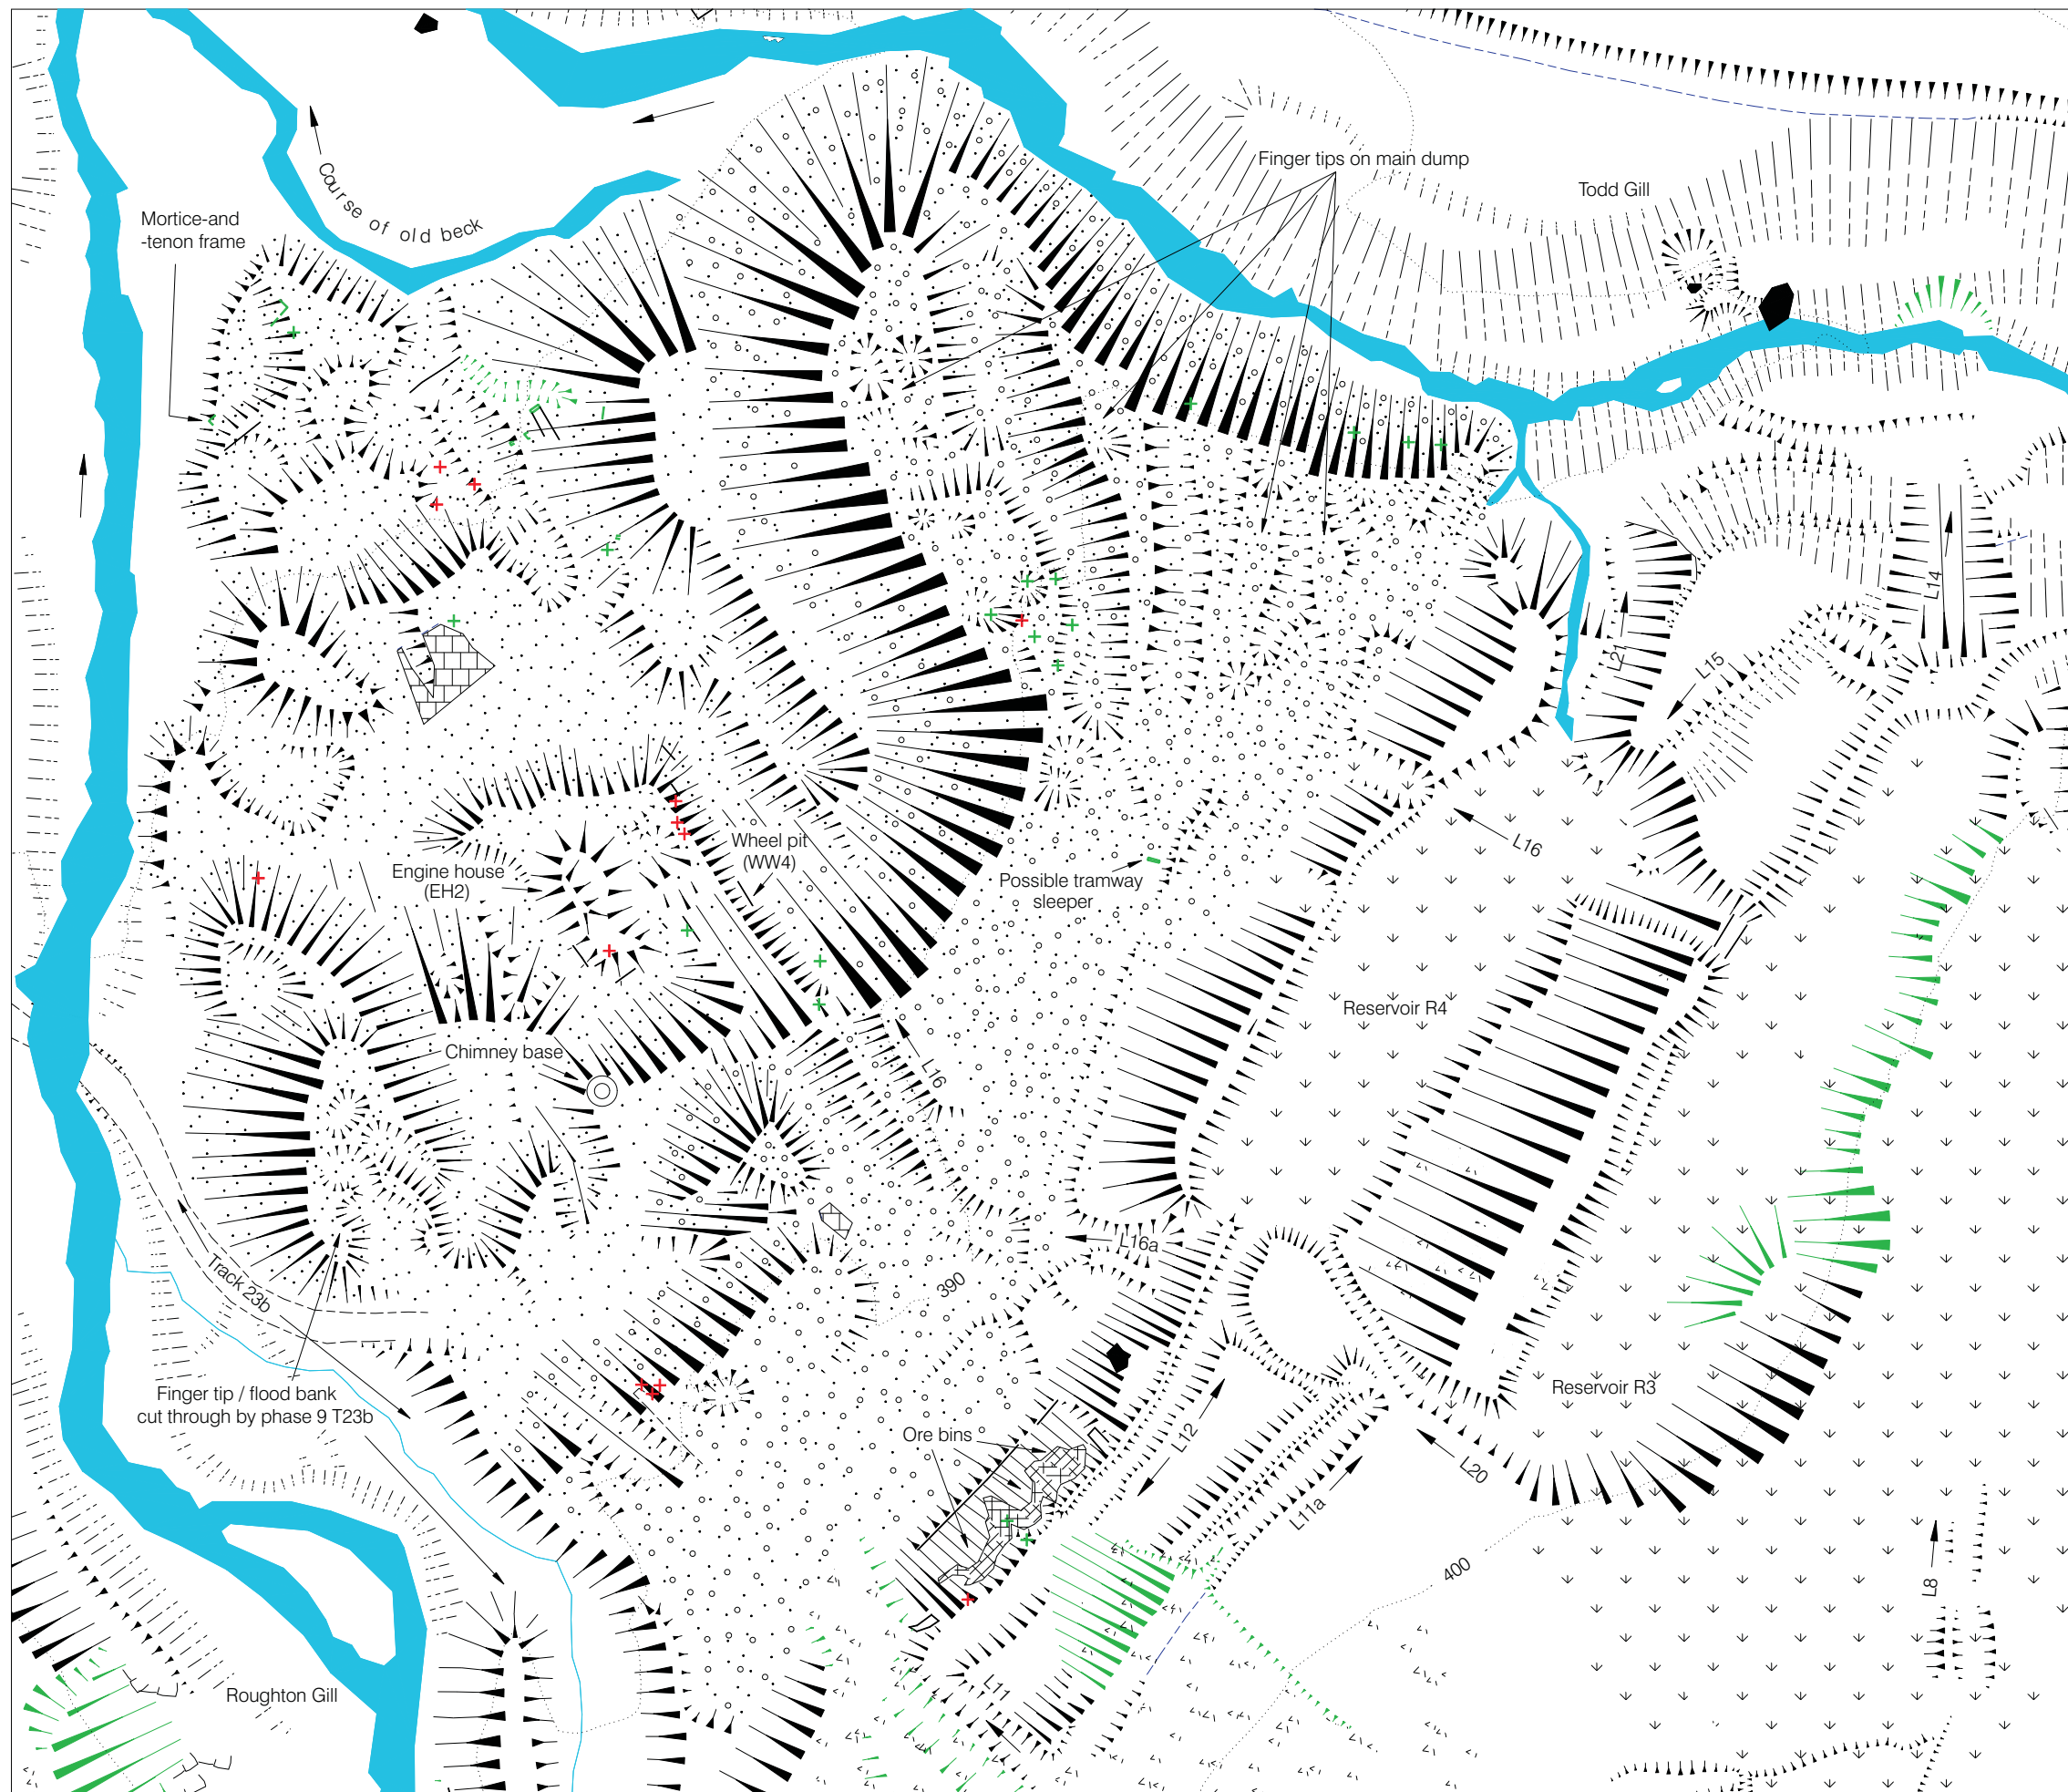 Finger tips on main dump
Todd Gill
Mortice-and
-tenon frame
Course of old beck
L14
L21
L15
L16
Wheel pit
(WW4)
Engine house
(EH2)
Possible tramway
sleeper
Reservoir R4
Chimney base
L16
L16a
Track 23b
390
Finger tip / flood bank
cut through by phase 9 T23b
Reservoir R3
Ore bins
L12
L20
L11a
400
L8
L11
Roughton Gill